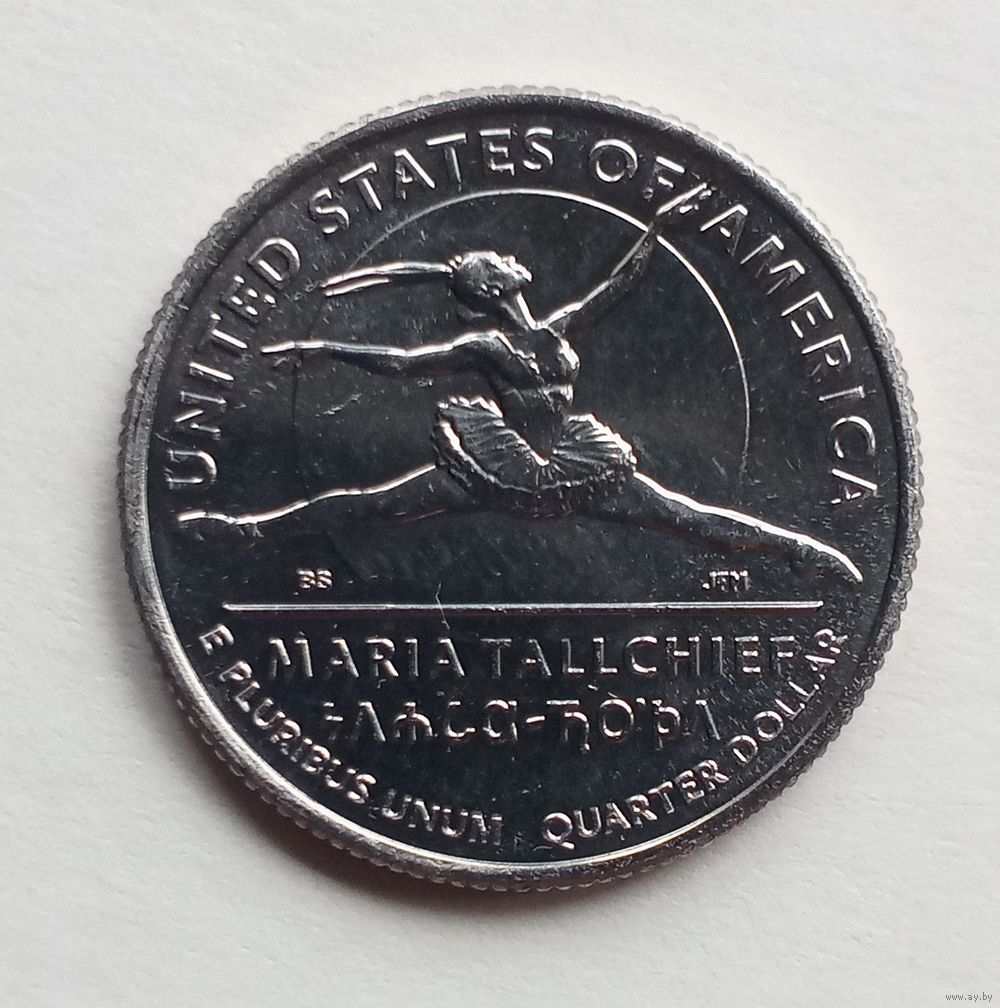 UNITED STATES OF AMERICA
BS
JFM
MARIA TALLCHIEF
E PLURIBUS UNUM QUARTER DOLLAR
www.ay.by